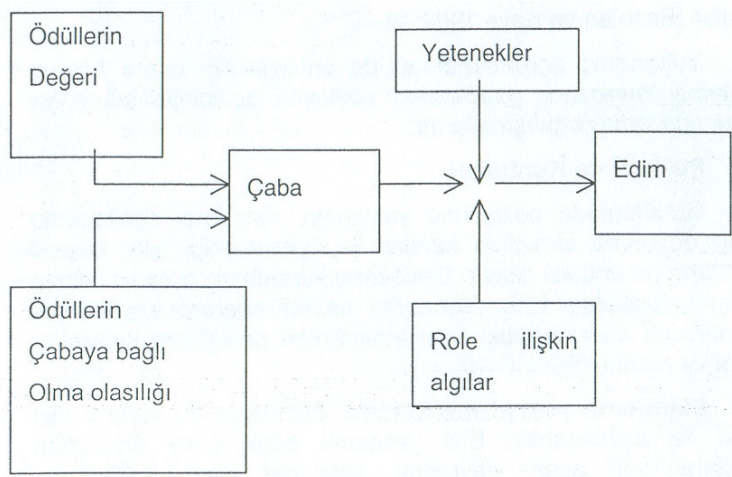 Ödüllerin
Değeri
Yetenekler
Çaba
Edim
Ödüllerin
Çabaya bağlı
Olma olasılığı
Role ilişkin
algılar